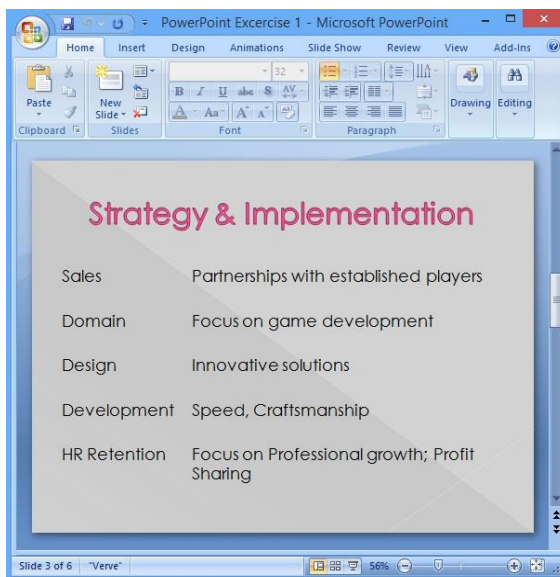 PowerPoint Excercise 1 - Microsoft PowerPoint
Home Insert Design Animations Slide Show Review View Add-Ins
Paste
New Slide
32
B I U abe S AV
A Aa A A
Drawing Editing
Clipboard Slides Font Paragraph
Strategy & Implementation
Sales Partnerships with established players
Domain Focus on game development
Design Innovative solutions
Development Speed, Craftsmanship
HR Retention Focus on Professional growth; Profit
Sharing
Slide 3 of 6 "Verve" 56%